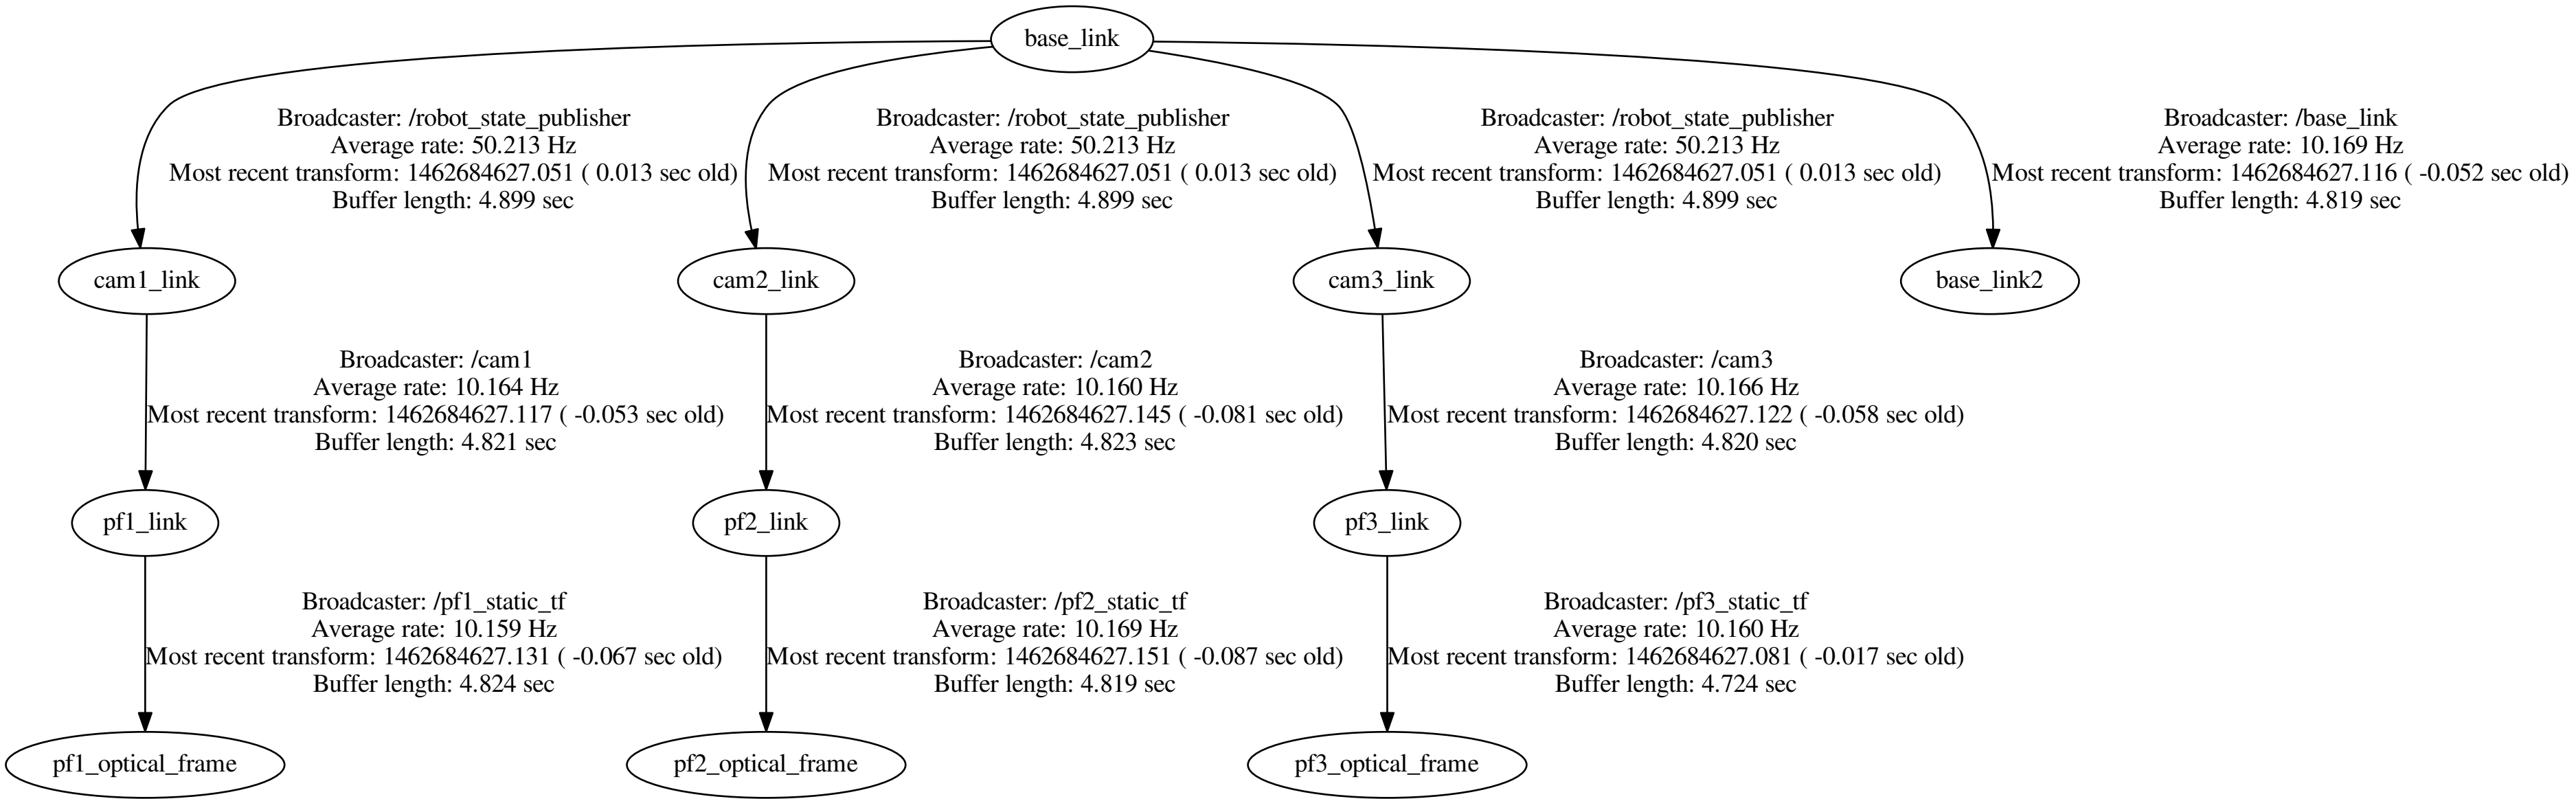 base_link
Broadcaster: /robot_state_publisher
Average rate: 50.213 Hz
Most recent transform: 1462684627.051 ( 0.013 sec old)
Buffer length: 4.899 sec
Broadcaster: /robot_state_publisher
Average rate: 50.213 Hz
Most recent transform: 1462684627.051 ( 0.013 sec old)
Buffer length: 4.899 sec
Broadcaster: /robot_state_publisher
Average rate: 50.213 Hz
Most recent transform: 1462684627.051 ( 0.013 sec old)
Buffer length: 4.899 sec
Broadcaster: /base_link
Average rate: 10.169 Hz
Most recent transform: 1462684627.116 ( -0.052 sec old)
Buffer length: 4.819 sec
cam1_link
cam2_link
cam3_link
base_link2
Broadcaster: /cam1
Average rate: 10.164 Hz
Most recent transform: 1462684627.117 ( -0.053 sec old)
Buffer length: 4.821 sec
Broadcaster: /cam2
Average rate: 10.160 Hz
Most recent transform: 1462684627.145 ( -0.081 sec old)
Buffer length: 4.823 sec
Broadcaster: /cam3
Average rate: 10.166 Hz
Most recent transform: 1462684627.122 ( -0.058 sec old)
Buffer length: 4.820 sec
pf1_link
pf2_link
pf3_link
Broadcaster: /pf1_static_tf
Average rate: 10.159 Hz
Most recent transform: 1462684627.131 ( -0.067 sec old)
Buffer length: 4.824 sec
Broadcaster: /pf2_static_tf
Average rate: 10.169 Hz
Most recent transform: 1462684627.151 ( -0.087 sec old)
Buffer length: 4.819 sec
Broadcaster: /pf3_static_tf
Average rate: 10.160 Hz
Most recent transform: 1462684627.081 ( -0.017 sec old)
Buffer length: 4.724 sec
pf1_optical_frame
pf2_optical_frame
pf3_optical_frame